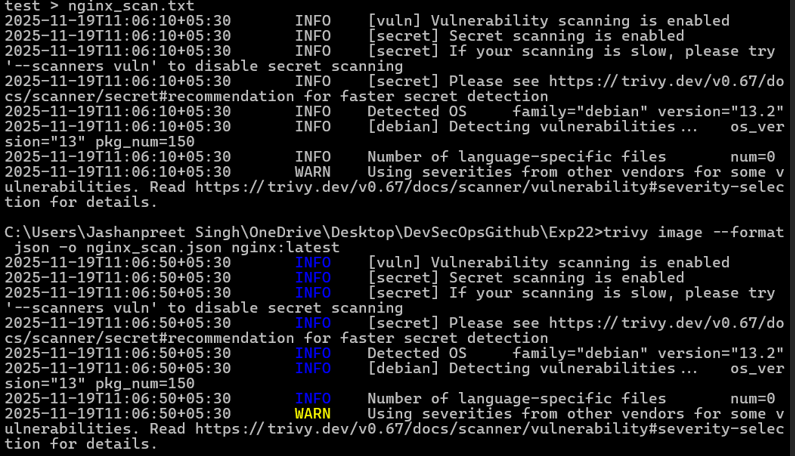 test > nginx_scan.txt
2025-11-19T11:06:10+05:30       INFO    [vuln] Vulnerability scanning is enabled
2025-11-19T11:06:10+05:30       INFO    [secret] Secret scanning is enabled
2025-11-19T11:06:10+05:30       INFO    [secret] If your scanning is slow, please try
'--scanners vuln' to disable secret scanning
2025-11-19T11:06:10+05:30       INFO    [secret] Please see https://trivy.dev/v0.67/do
cs/scanner/secret#recommendation for faster secret detection
2025-11-19T11:06:10+05:30       INFO    Detected OS     family="debian" version="13.2"
2025-11-19T11:06:10+05:30       INFO    [debian] Detecting vulnerabilities...   os_ver
sion="13" pkg_num=150
2025-11-19T11:06:10+05:30       INFO    Number of language-specific files       num=0
2025-11-19T11:06:10+05:30       WARN    Using severities from other vendors for some v
ulnerabilities. Read https://trivy.dev/v0.67/docs/scanner/vulnerability#severity-selec
tion for details.

C:\Users\Jashanpreet Singh\OneDrive\Desktop\DevSecOpsGithub\Exp22>trivy image --format
 json -o nginx_scan.json nginx:latest
2025-11-19T11:06:50+05:30       INFO    [vuln] Vulnerability scanning is enabled
2025-11-19T11:06:50+05:30       INFO    [secret] Secret scanning is enabled
2025-11-19T11:06:50+05:30       INFO    [secret] If your scanning is slow, please try
'--scanners vuln' to disable secret scanning
2025-11-19T11:06:50+05:30       INFO    [secret] Please see https://trivy.dev/v0.67/do
cs/scanner/secret#recommendation for faster secret detection
2025-11-19T11:06:50+05:30       INFO    Detected OS     family="debian" version="13.2"
2025-11-19T11:06:50+05:30       INFO    [debian] Detecting vulnerabilities...   os_ver
sion="13" pkg_num=150
2025-11-19T11:06:50+05:30       INFO    Number of language-specific files       num=0
2025-11-19T11:06:50+05:30       WARN    Using severities from other vendors for some v
ulnerabilities. Read https://trivy.dev/v0.67/docs/scanner/vulnerability#severity-selec
tion for details.